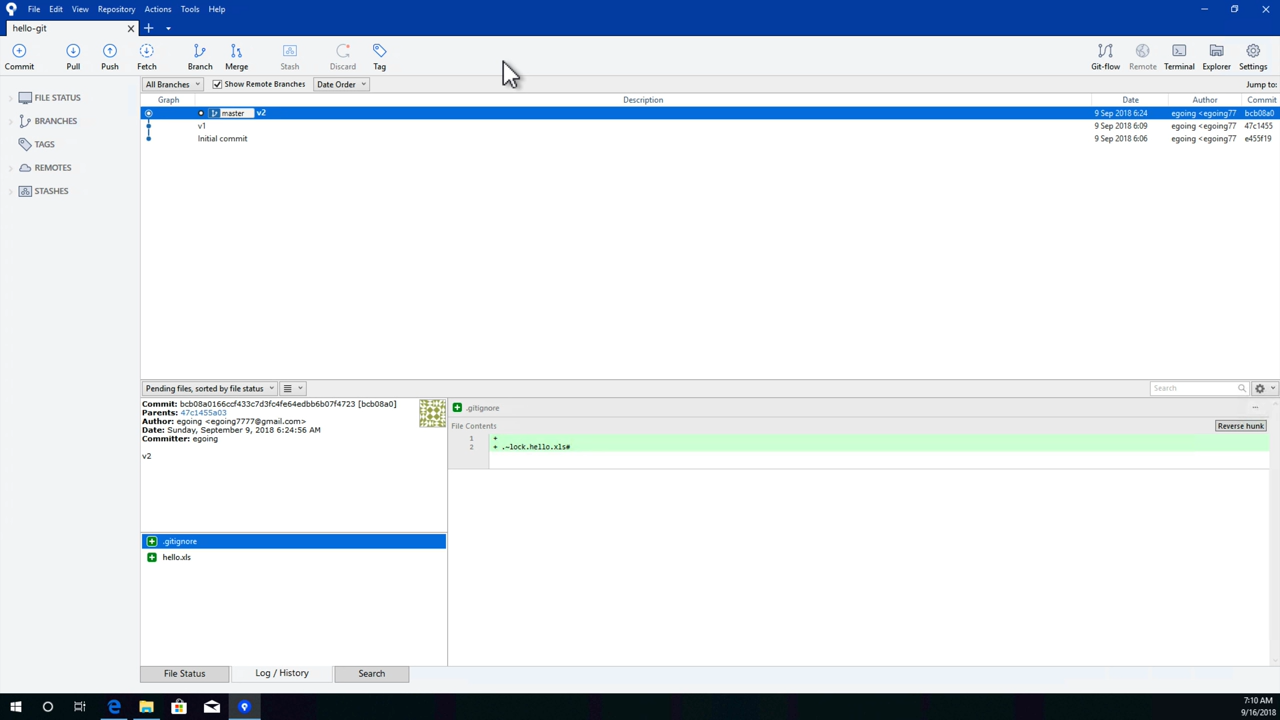 File Edit View Repository Actions Tools Help
hello-git
Commit Pull Push Fetch Branch Merge Stash Discard Tag Git-flow Remote Terminal Explorer Settings
All Branches Show Remote Branches Date Order Jump to:
Graph Description Date Author Commit
master v2 9 Sep 2018 6:24 egoing <egoing77 bcb08a0
v1 9 Sep 2018 6:09 egoing <egoing77 47c1455
Initial commit 9 Sep 2018 6:06 egoing <egoing77 e455f19
FILE STATUS
BRANCHES
TAGS
REMOTES
STASHES
Pending files, sorted by file status Search
Commit: bcb08a0166ccf433c7d3fc4fe64edbb6b07f4723 [bcb08a0]
Parents: 47c1455a03
Author: egoing <egoing7777@gmail.com>
Date: Sunday, September 9, 2018 6:24:56 AM
Committer: egoing
v2
.gitignore
hello.xls
.gitignore ...
File Contents Reverse hunk
1 +
2 + .~lock.hello.xls#
File Status Log / History Search
7:10 AM
9/16/2018